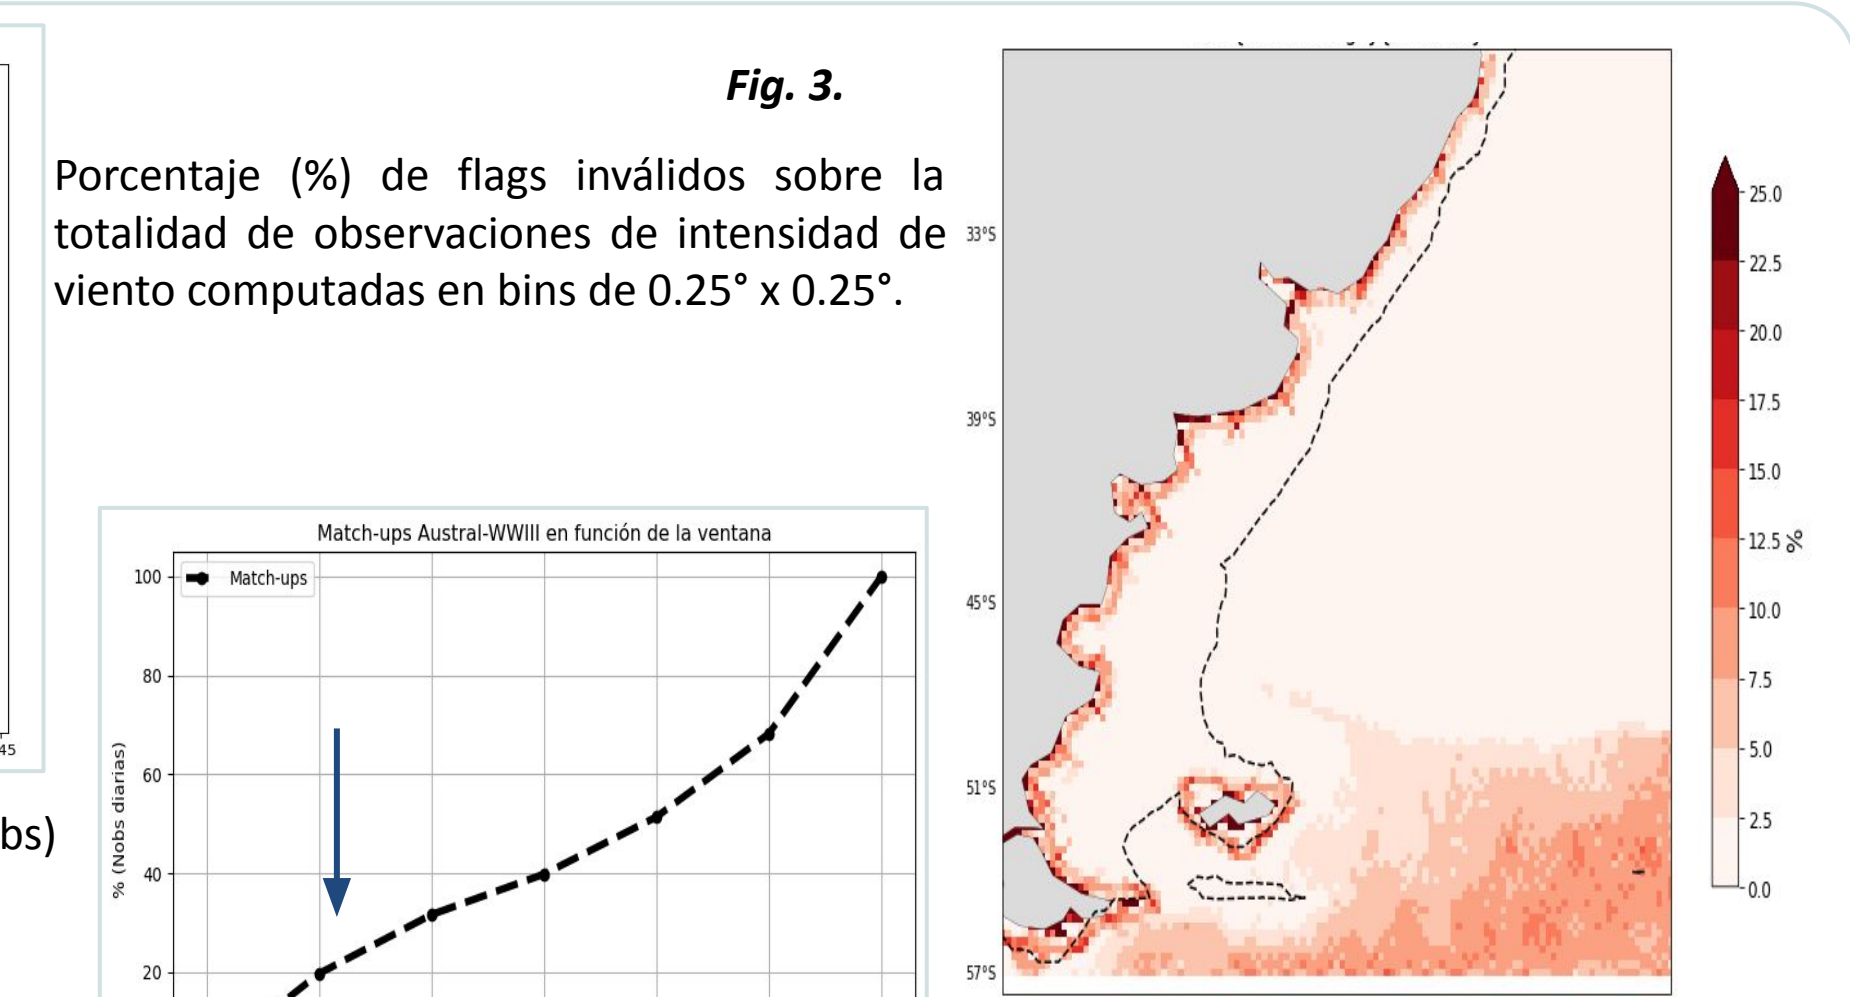 Fig. 3.
Porcentaje (%) de flags inválidos sobre la
totalidad de observaciones de intensidad de
viento computadas en bins de 0.25° x 0.25°.
45
bs)
Match-ups Austral-WWIII en función de la ventana
Match-ups
% (Nobs diarias)
100
80
60
40
20
33°S
39°S
45°S
51°S
57°S
25.0
22.5
20.0
17.5
15.0
12.5
10.0
7.5
5.0
2.5
0.0
%